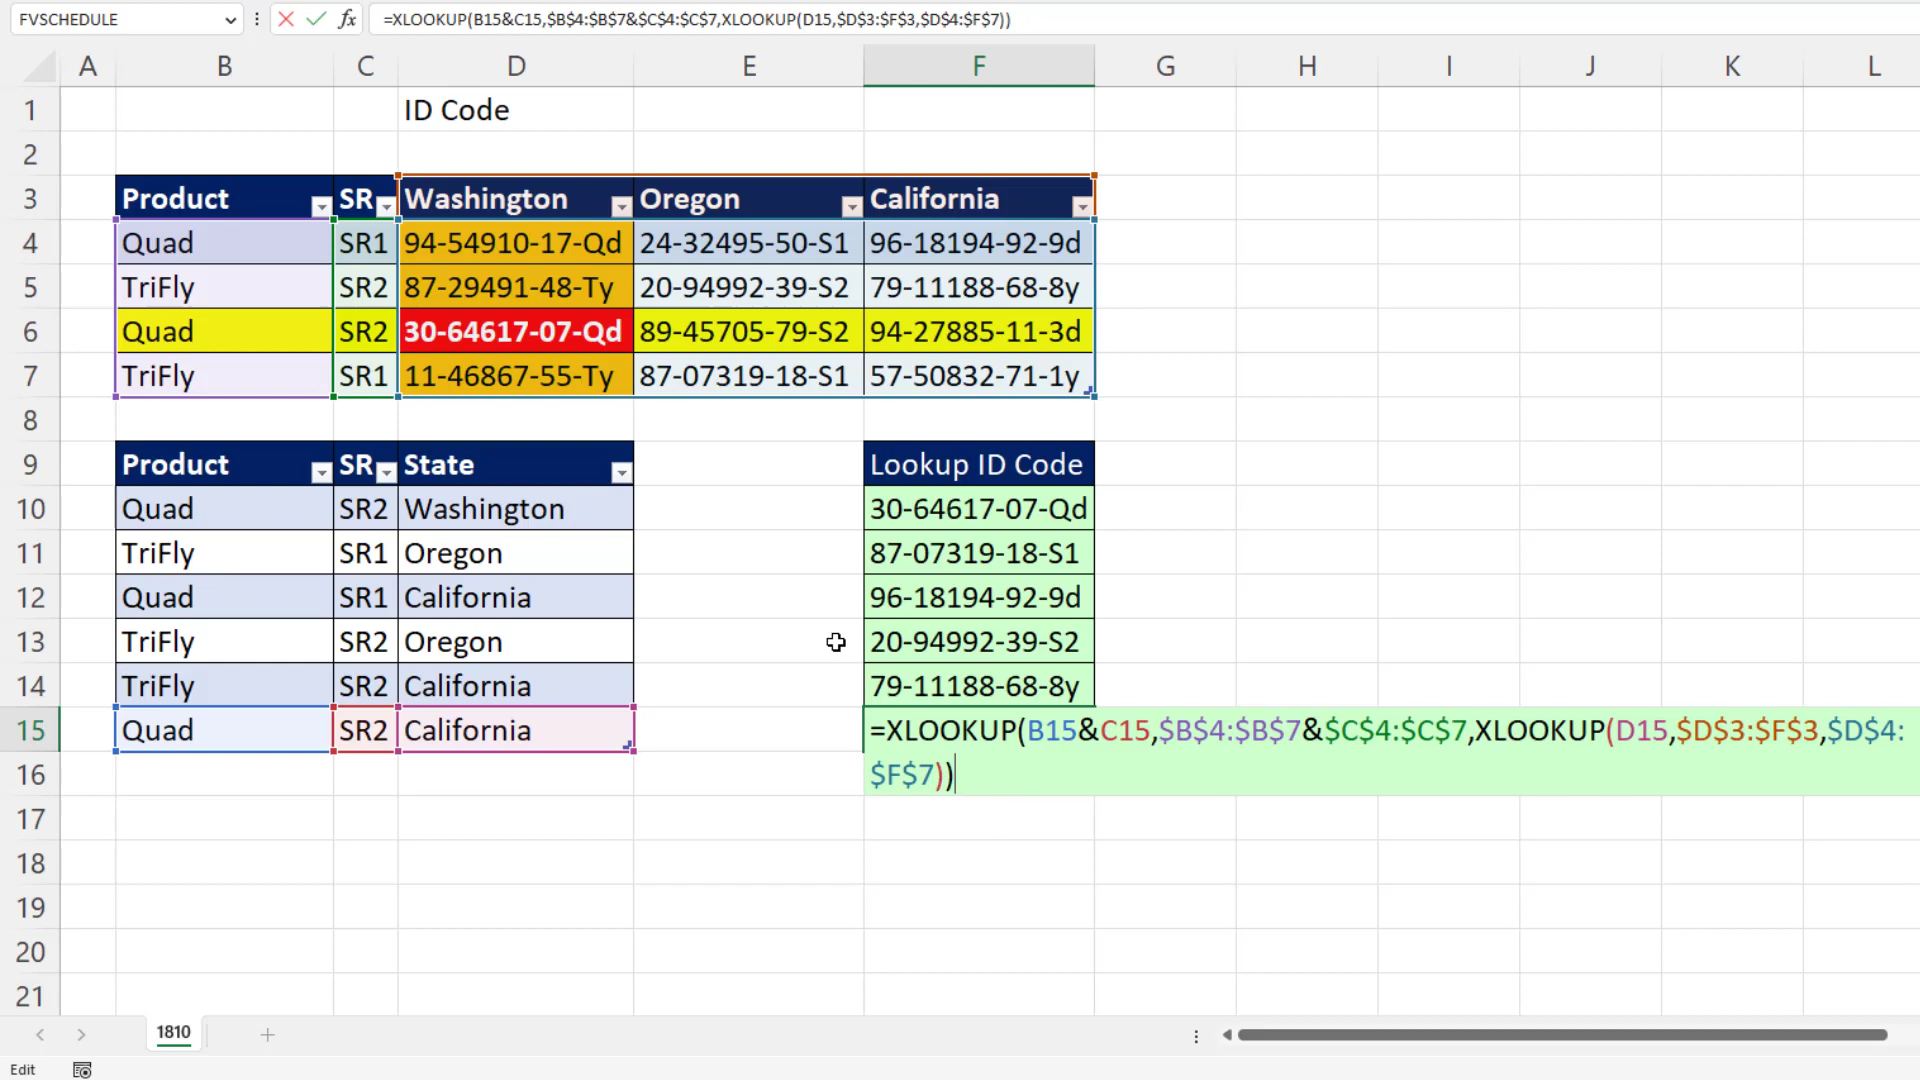 FVSCHEDULE fx =XLOOKUP(B15&C15,$B$4:$B$7&$C$4:$C$7,XLOOKUP(D15,$D$3:$F$3,$D$4:$F$7))
A B C D E F G H I J K L
1 ID Code
2
3 Product SR Washington Oregon California
4 Quad SR1 94-54910-17-Qd 24-32495-50-S1 96-18194-92-9d
5 TriFly SR2 87-29491-48-Ty 20-94992-39-S2 79-11188-68-8y
6 Quad SR2 30-64617-07-Qd 89-45705-79-S2 94-27885-11-3d
7 TriFly SR1 11-46867-55-Ty 87-07319-18-S1 57-50832-71-1y
8
9 Product SR State Lookup ID Code
10 Quad SR2 Washington 30-64617-07-Qd
11 TriFly SR1 Oregon 87-07319-18-S1
12 Quad SR1 California 96-18194-92-9d
13 TriFly SR2 Oregon 20-94992-39-S2
14 TriFly SR2 California 79-11188-68-8y
15 Quad SR2 California =XLOOKUP(B15&C15,$B$4:$B$7&$C$4:$C$7,XLOOKUP(D15,$D$3:$F$3,$D$4:
16 $F$7))
17
18
19
20
21
1810
Edit